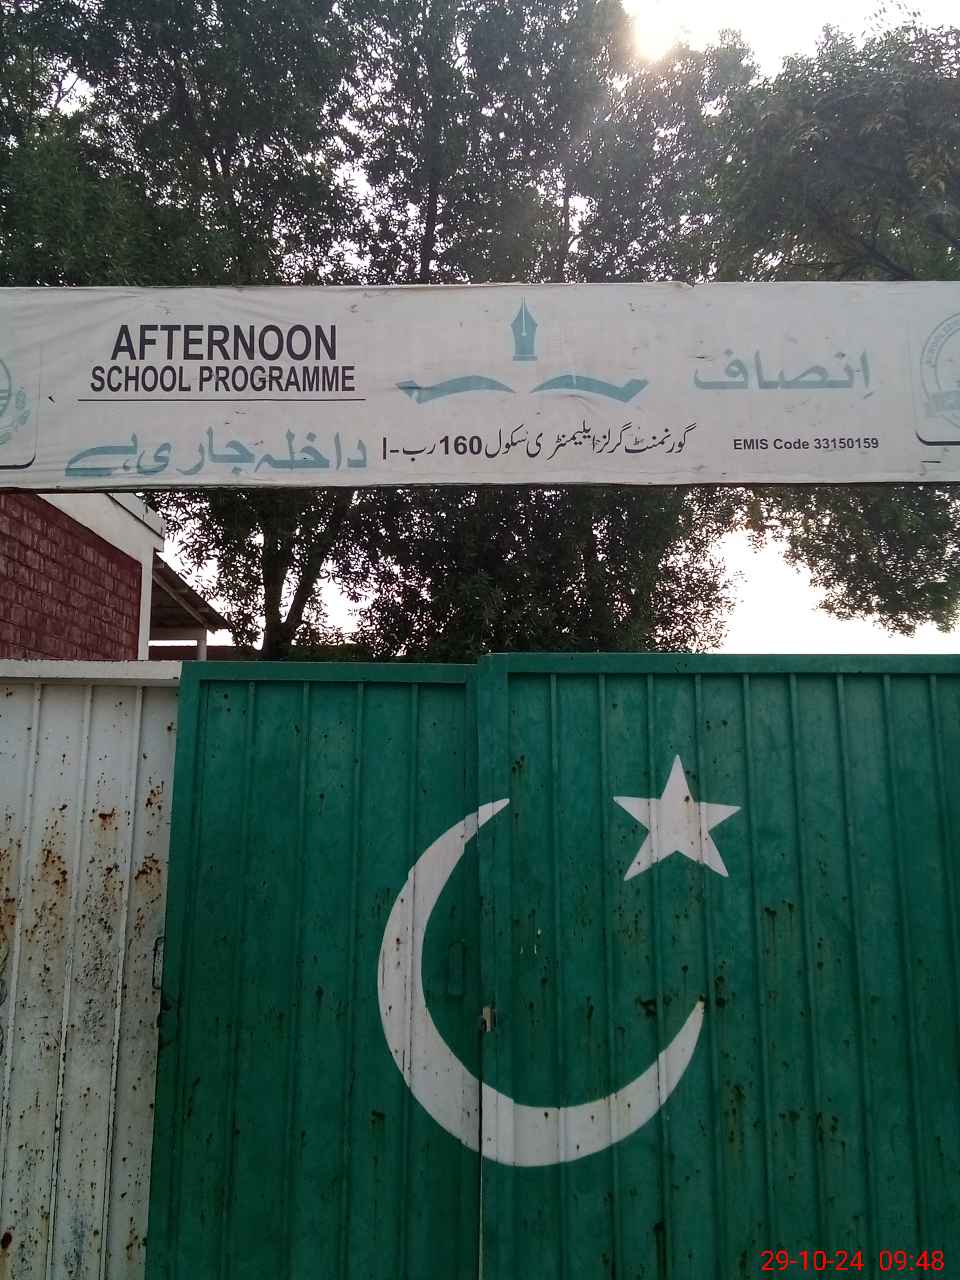 AFTERNOON
SCHOOL PROGRAMME
اِنصاف
داخلہ جاری ہے
گورنمنٹ گرلز ایلیمنٹری سکول 160 رب -I
EMIS Code 33150159
29-10-24 09:48